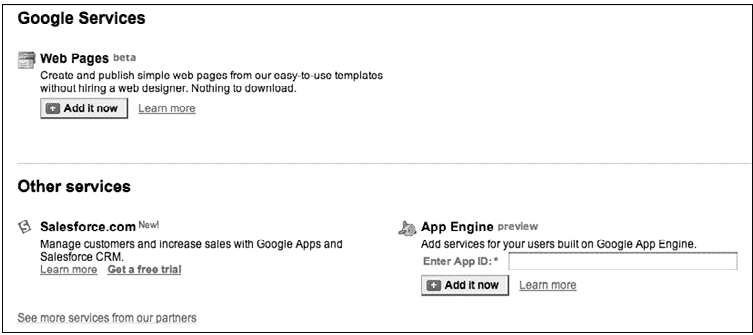 Google Services
Web Pages beta
Create and publish simple web pages from our easy-to-use templates
without hiring a web designer. Nothing to download.
Add it now Learn more
Other services
Salesforce.com New!
Manage customers and increase sales with Google Apps and
Salesforce CRM.
Learn more Get a free trial
App Engine preview
Add services for your users built on Google App Engine.
Enter App ID: *
Add it now Learn more
See more services from our partners